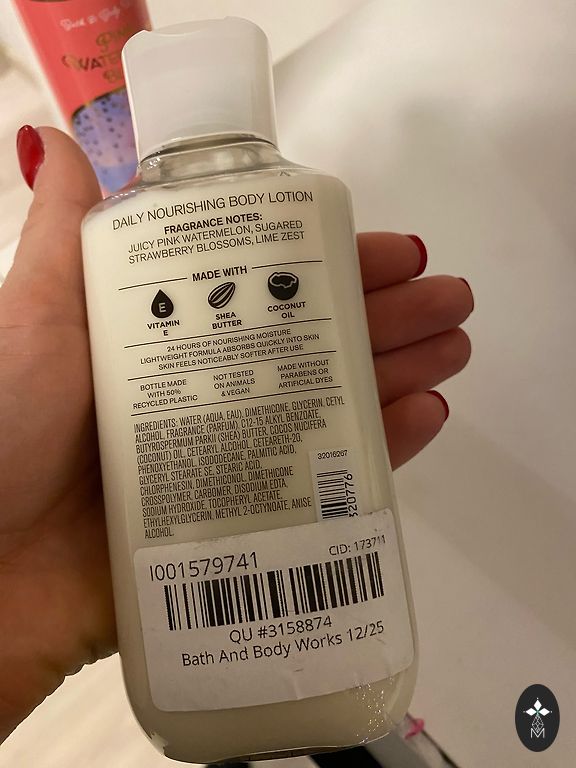 DAILY NOURISHING BODY LOTION
FRAGRANCE NOTES:
JUICY PINK WATERMELON, SUGARED
STRAWBERRY BLOSSOMS, LIME ZEST
MADE WITH
E
VITAMIN
E
SHEA
BUTTER
COCONUT
OIL
24 HOURS OF NOURISHING MOISTURE
LIGHTWEIGHT FORMULA ABSORBS QUICKLY INTO SKIN
SKIN FEELS NOTICEABLY SOFTER AFTER USE
BOTTLE MADE
WITH 50%
RECYCLED PLASTIC
NOT TESTED
ON ANIMALS
& VEGAN
MADE WITHOUT
PARABENS OR
ARTIFICIAL DYES
INGREDIENTS: WATER (AQUA, EAU), DIMETHICONE, GLYCERIN, CETYL
ALCOHOL, FRAGRANCE (PARFUM), C12-15 ALKYL BENZOATE,
BUTYROSPERMUM PARKII (SHEA) BUTTER, COCOS NUCIFERA
(COCONUT) OIL, CETEARYL ALCOHOL, CETEARETH-20,
PHENOXYETHANOL, ISODODECANE, PALMITIC ACID,
GLYCERYL STEARATE SE, STEARIC ACID,
CHLORPHENESIN, DIMETHICONOL, DIMETHICONE
CROSSPOLYMER, CARBOMER, DISODIUM EDTA,
SODIUM HYDROXIDE, TOCOPHERYL ACETATE,
ETHYLHEXYLGLYCERIN, METHYL 2-OCTYNOATE, ANISE
ALCOHOL.
32016267
320776
I001579741
CID: 173711
QU #3158874
Bath And Body Works 12/25